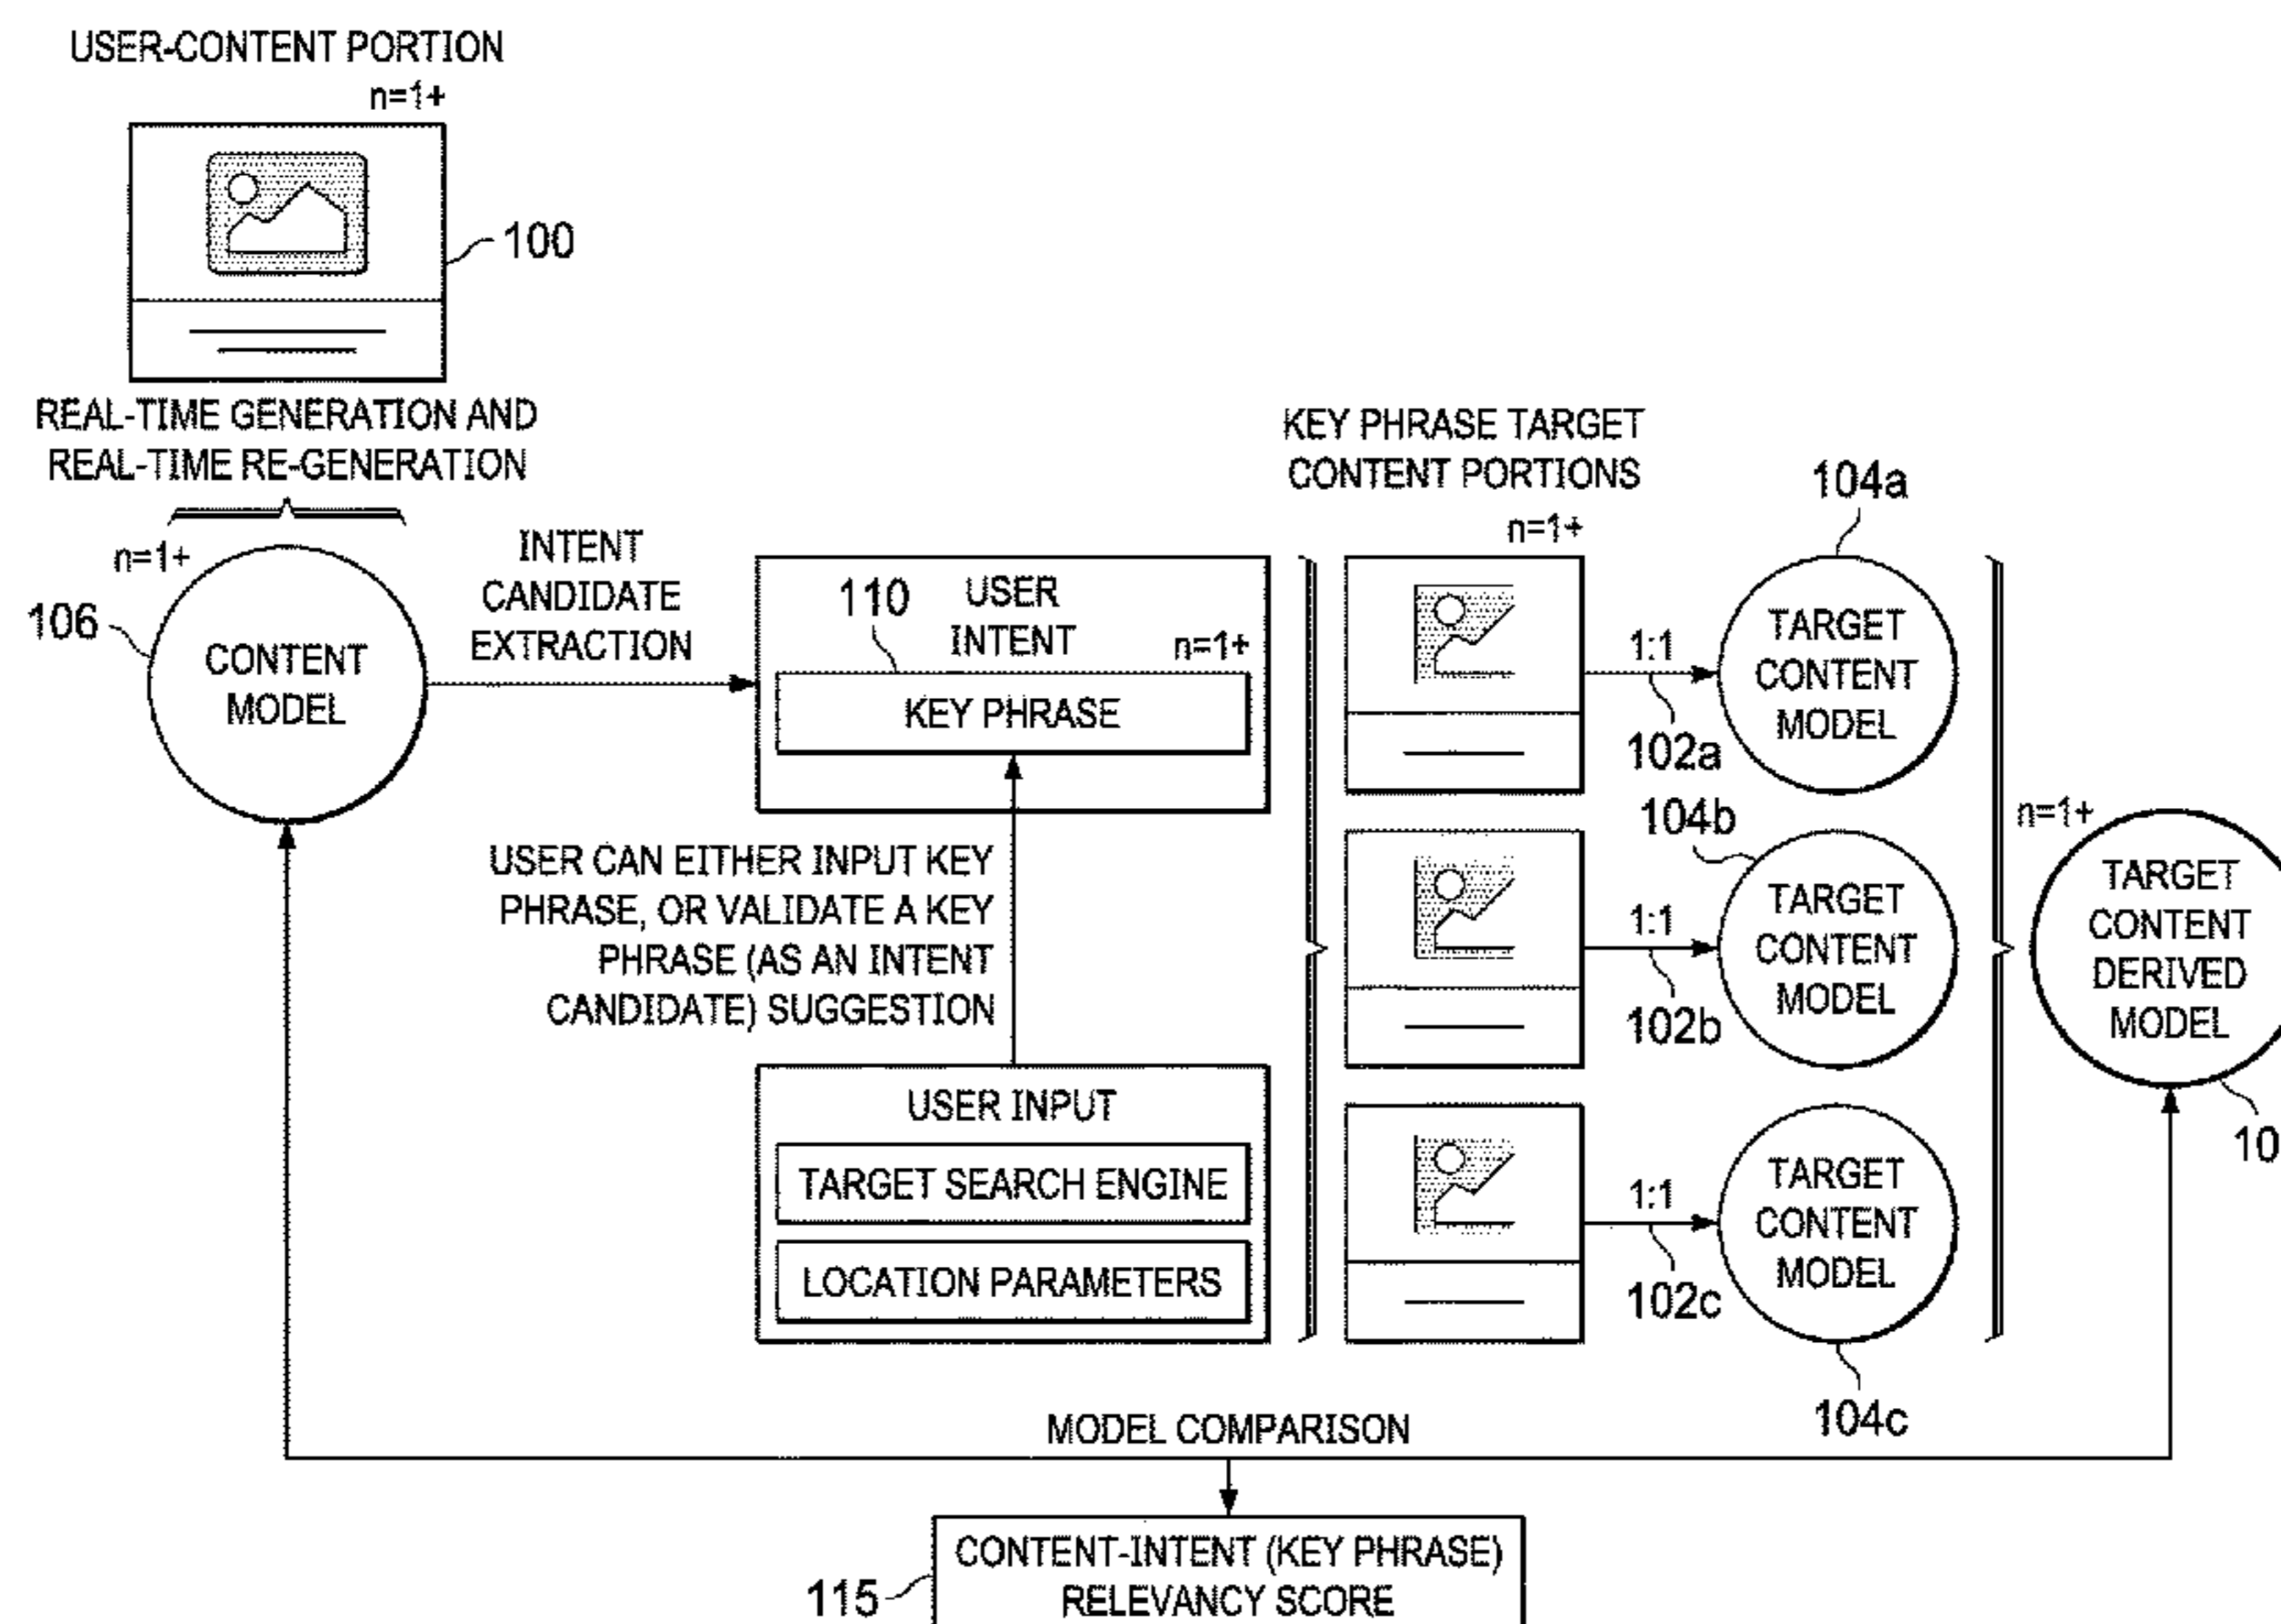 USER-CONTENT PORTION
n=1+
100
REAL-TIME GENERATION AND
REAL-TIME RE-GENERATION
n=1+
106
CONTENT
MODEL
INTENT
CANDIDATE
EXTRACTION
110
USER
INTENT
n=1+
KEY PHRASE
USER CAN EITHER INPUT KEY
PHRASE, OR VALIDATE A KEY
PHRASE (AS AN INTENT
CANDIDATE) SUGGESTION
USER INPUT
TARGET SEARCH ENGINE
LOCATION PARAMETERS
KEY PHRASE TARGET
CONTENT PORTIONS
n=1+
1:1
102a
104a
TARGET
CONTENT
MODEL
1:1
102b
104b
TARGET
CONTENT
MODEL
1:1
102c
TARGET
CONTENT
MODEL
104c
n=1+
TARGET
CONTENT
DERIVED
MODEL
10
MODEL COMPARISON
115
CONTENT-INTENT (KEY PHRASE)
RELEVANCY SCORE